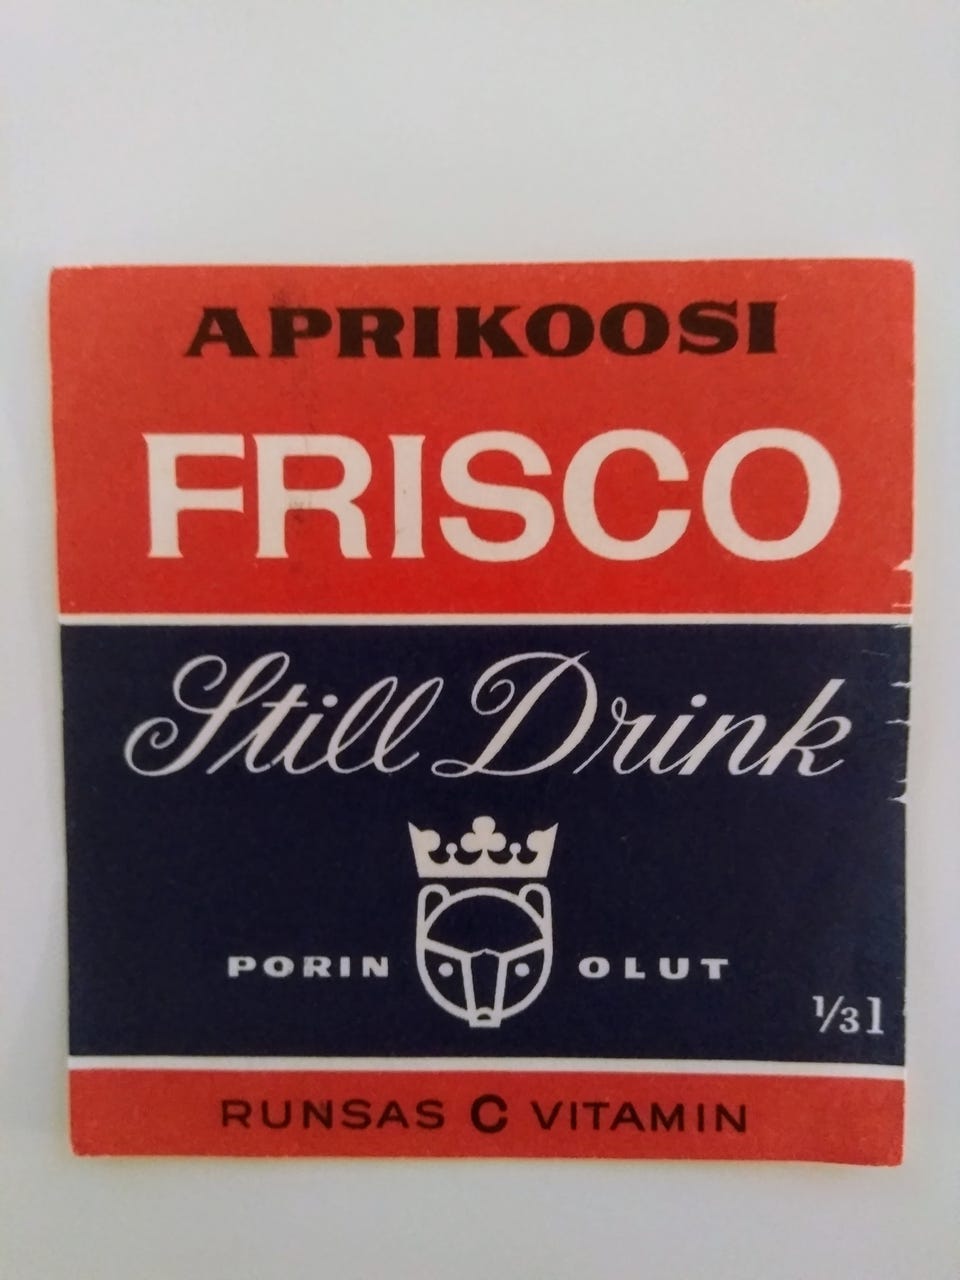 APRIKOOSI
FRISCO
Still Drink
PORIN OLUT
⅓ l
RUNSAS C VITAMIN